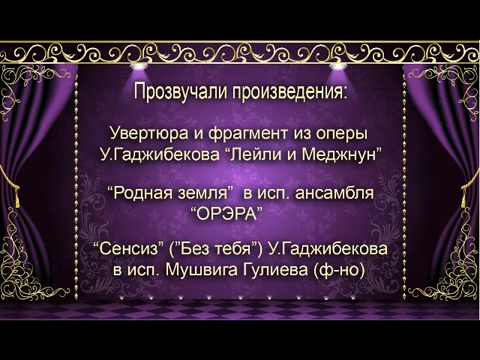 Прозвучали произведения:
Увертюра и фрагмент из оперы
У.Гаджибекова “Лейли и Меджнун”
“Родная земля” в исп. ансамбля
“ОРЭРА”
“Сенсиз” (”Без тебя”) У.Гаджибекова
в исп. Мушвига Гулиева (ф-но)